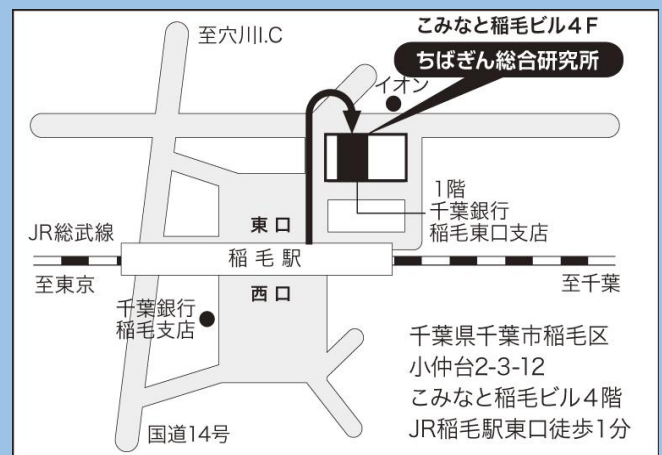 至穴川I.C
こみなと稲毛ビル4F
ちばぎん総合研究所
イオン
1階
千葉銀行
稲毛東口支店
東口
JR総武線
稲毛駅
至東京
至千葉
西口
千葉銀行
稲毛支店
国道14号
千葉県千葉市稲毛区
小仲台2-3-12
こみなと稲毛ビル4階
JR稲毛駅東口徒歩1分